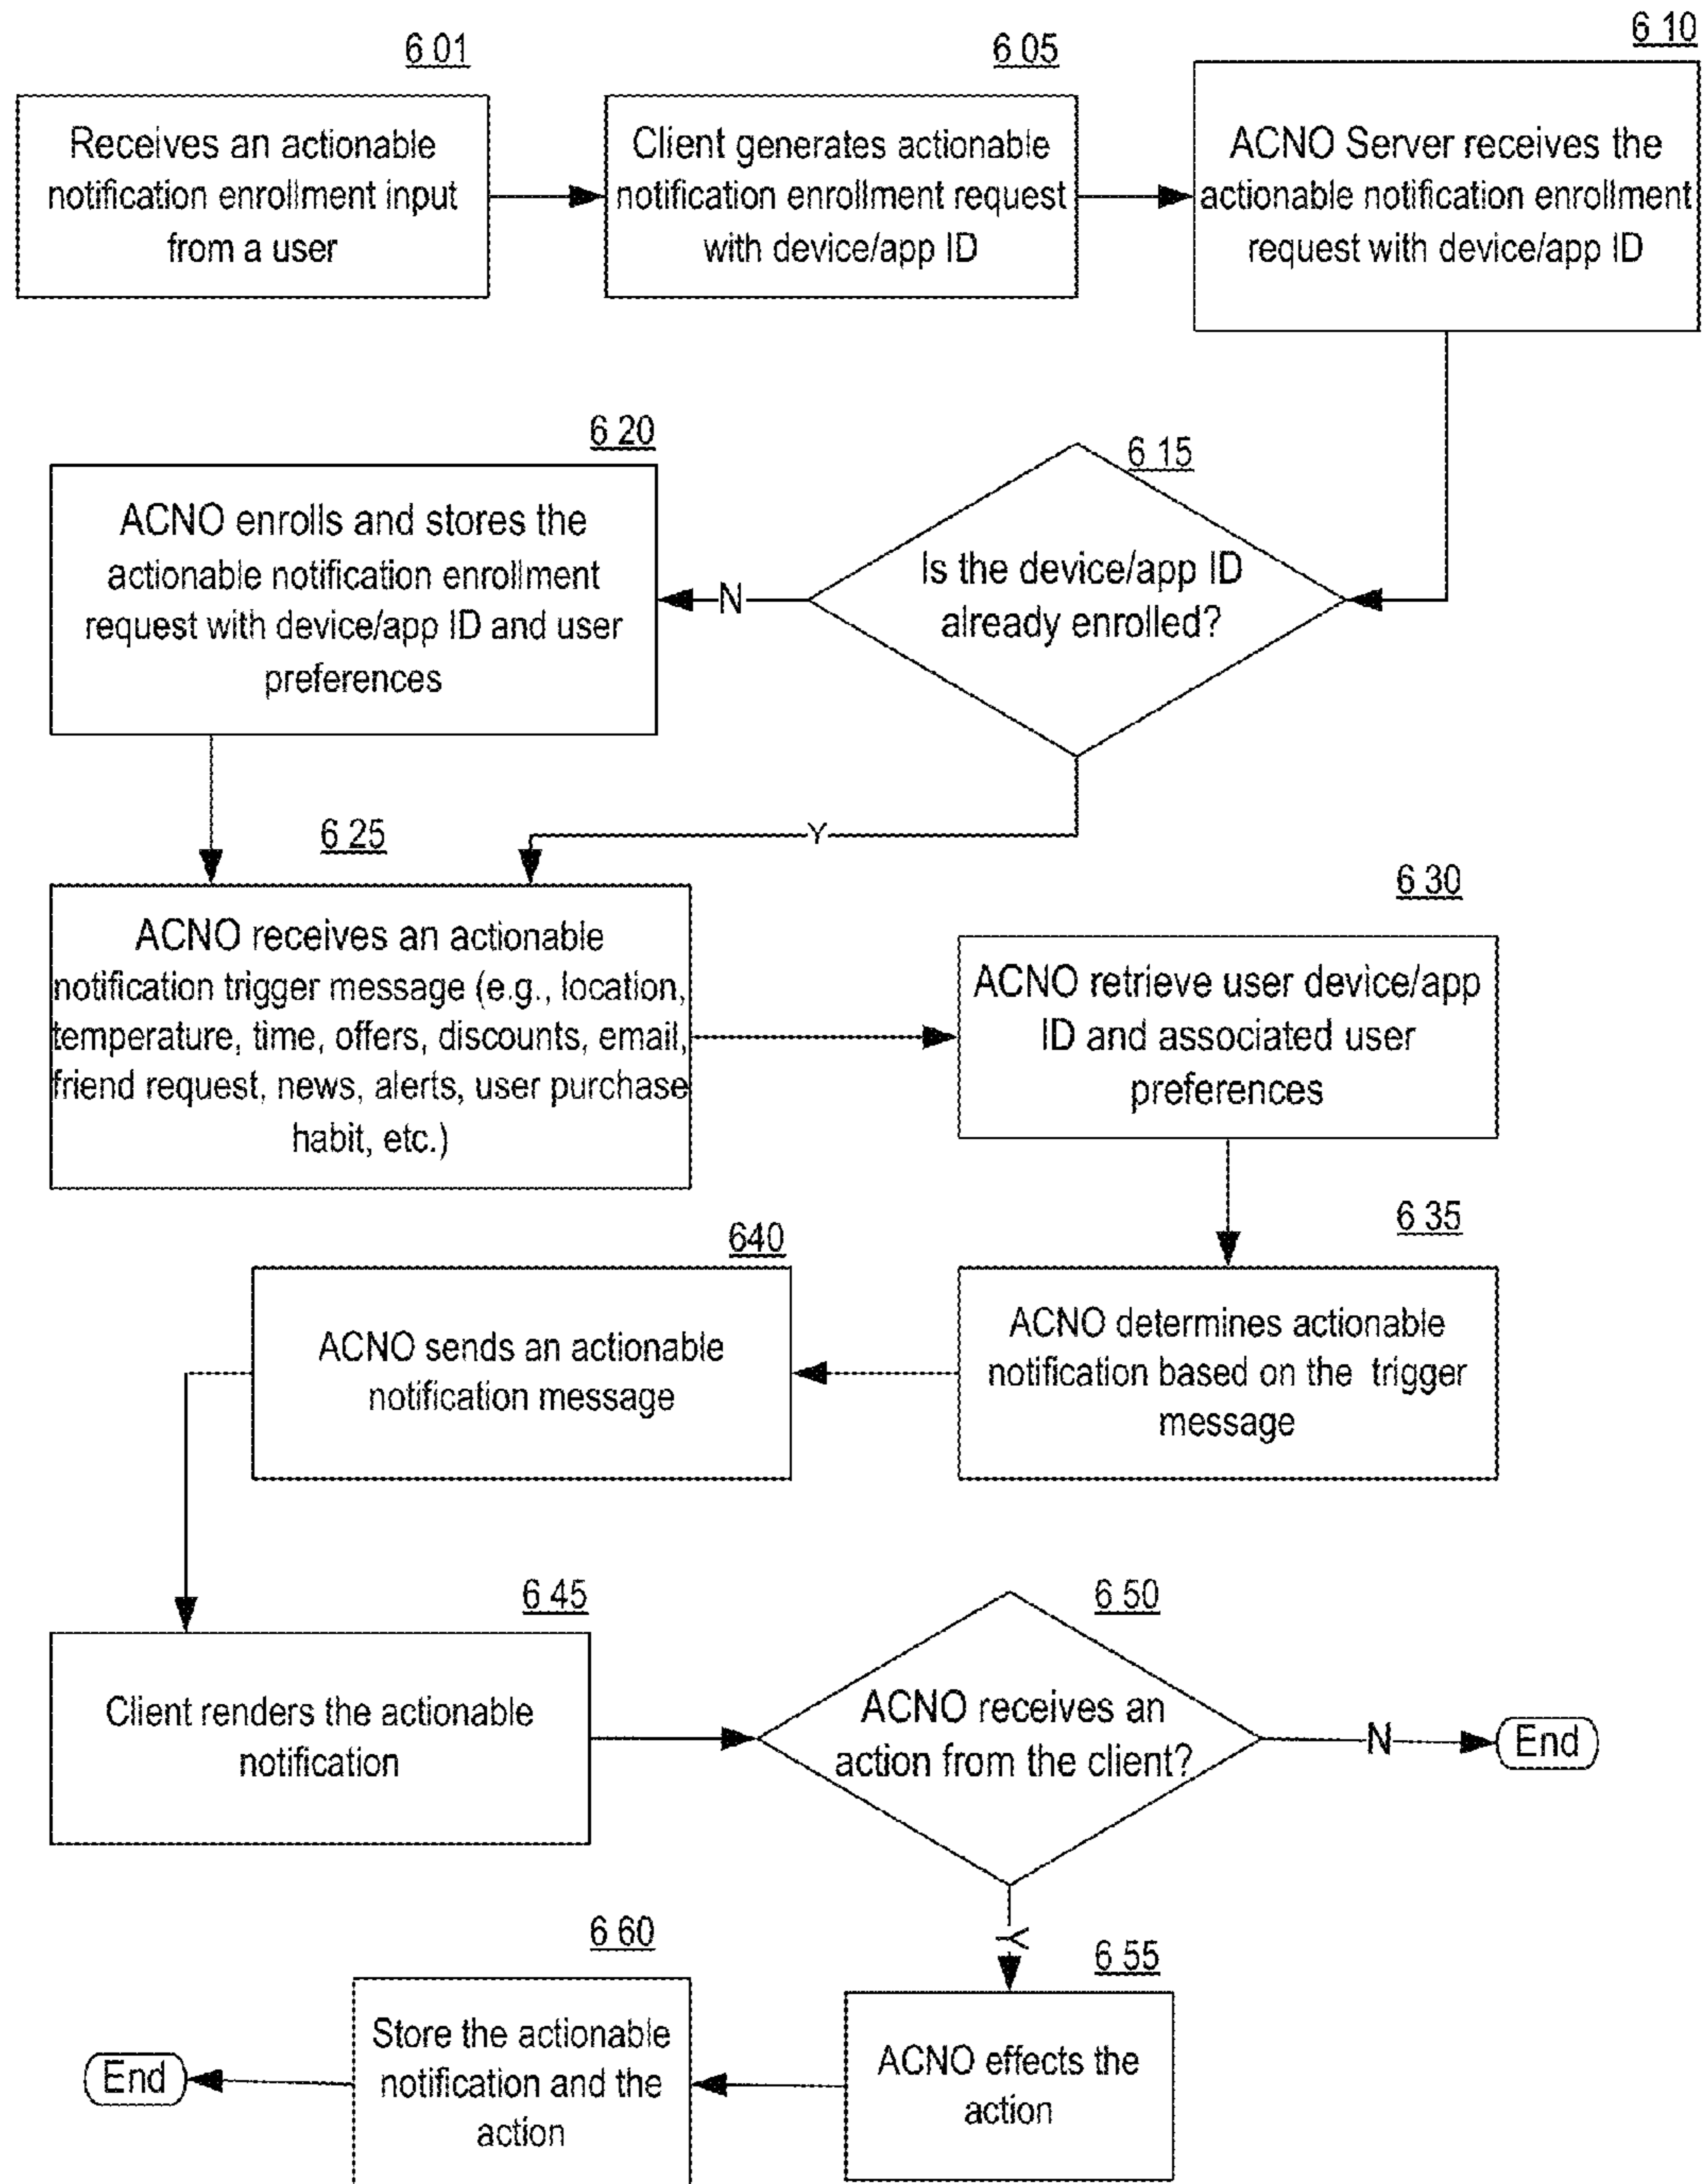 6 01
Receives an actionable
notification enrollment input
from a user
6 05
Client generates actionable
notification enrollment request
with device/app ID
6 10
ACNO Server receives the
actionable notification enrollment
request with device/app ID
6 15
Is the device/app ID
already enrolled?
N
Y
6 20
ACNO enrolls and stores the
actionable notification enrollment
request with device/app ID and user
preferences
6 25
ACNO receives an actionable
notification trigger message (e.g., location,
temperature, time, offers, discounts, email,
friend request, news, alerts, user purchase
habit, etc.)
6 30
ACNO retrieve user device/app
ID and associated user
preferences
6 35
ACNO determines actionable
notification based on the trigger
message
640
ACNO sends an actionable
notification message
6 45
Client renders the actionable
notification
6 50
ACNO receives an
action from the client?
N
End
Y
6 55
ACNO effects the
action
6 60
Store the actionable
notification and the
action
End